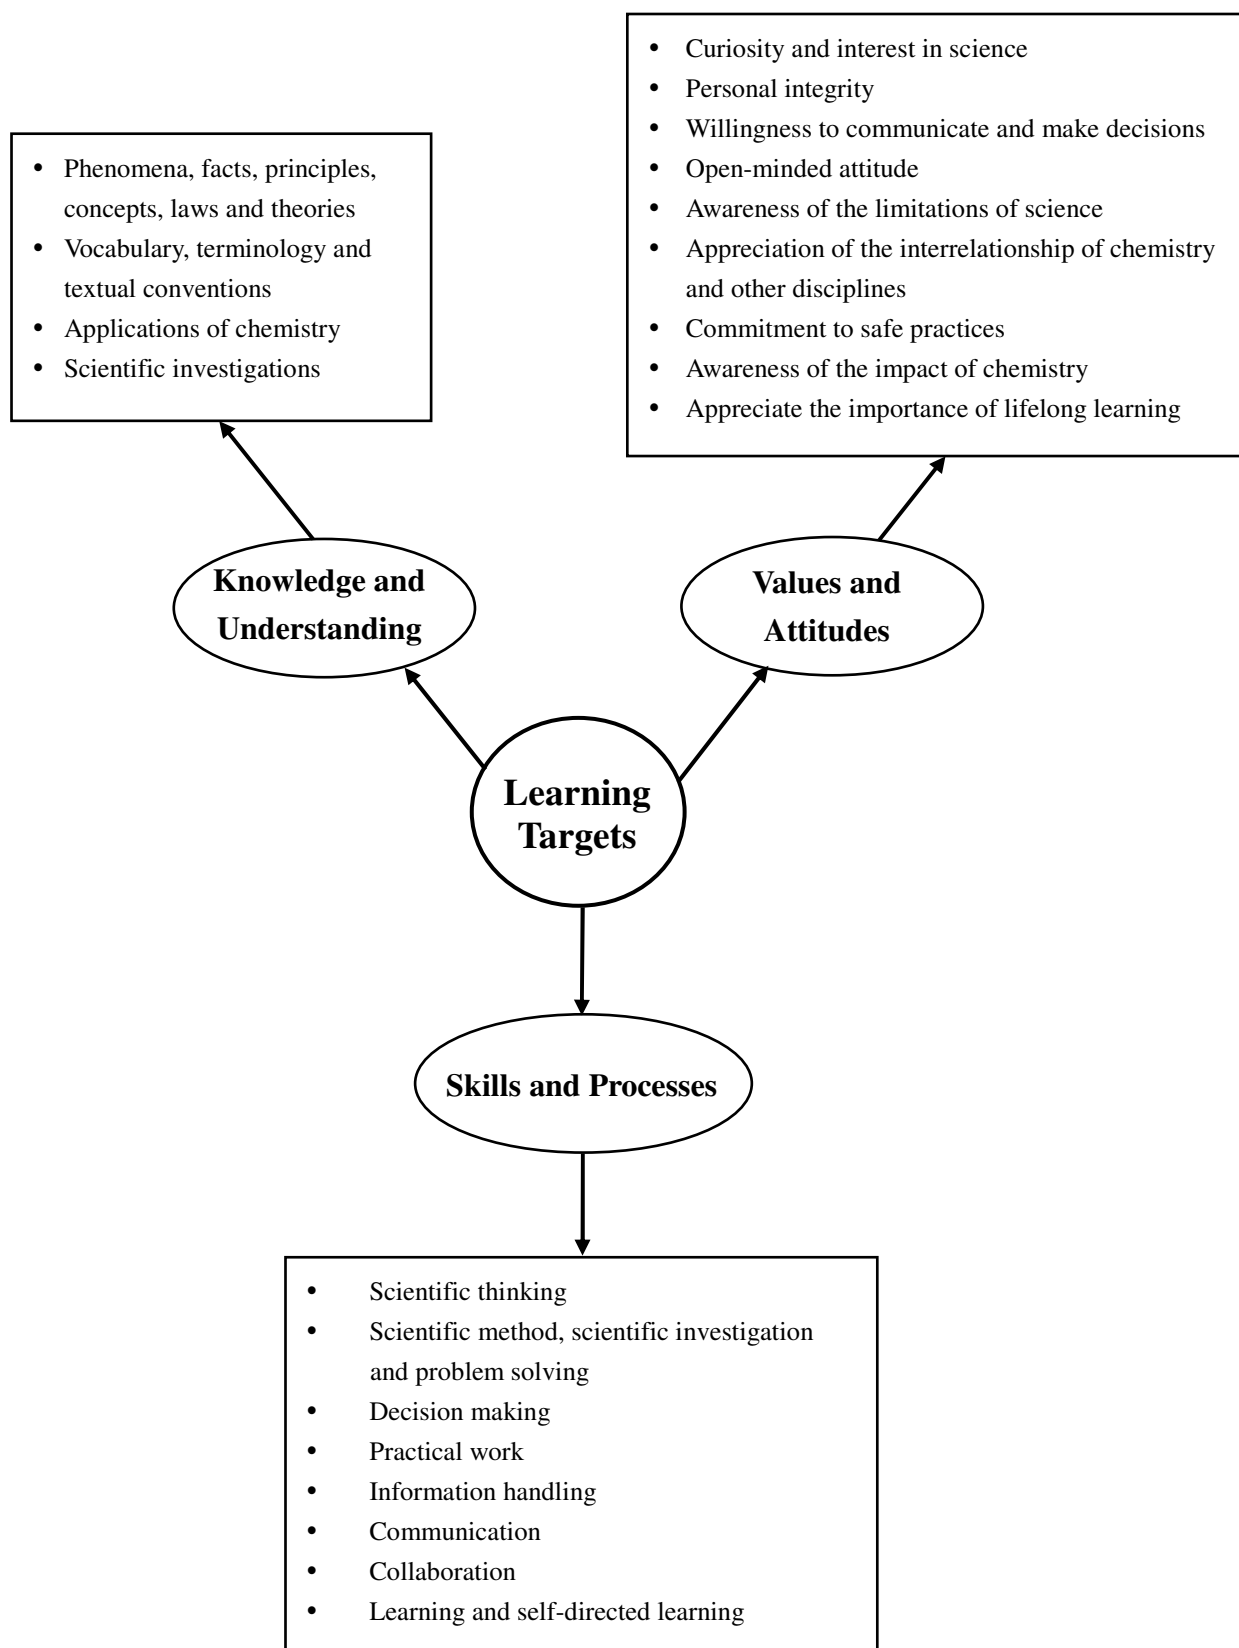 • Curiosity and interest in science
• Personal integrity
• Willingness to communicate and make decisions
• Open-minded attitude
• Awareness of the limitations of science
• Appreciation of the interrelationship of chemistry
and other disciplines
• Commitment to safe practices
• Awareness of the impact of chemistry
• Appreciate the importance of lifelong learning
• Phenomena, facts, principles,
concepts, laws and theories
• Vocabulary, terminology and
textual conventions
• Applications of chemistry
• Scientific investigations
Knowledge and
Understanding
Values and
Attitudes
Learning
Targets
Skills and Processes
• Scientific thinking
• Scientific method, scientific investigation
and problem solving
• Decision making
• Practical work
• Information handling
• Communication
• Collaboration
• Learning and self-directed learning